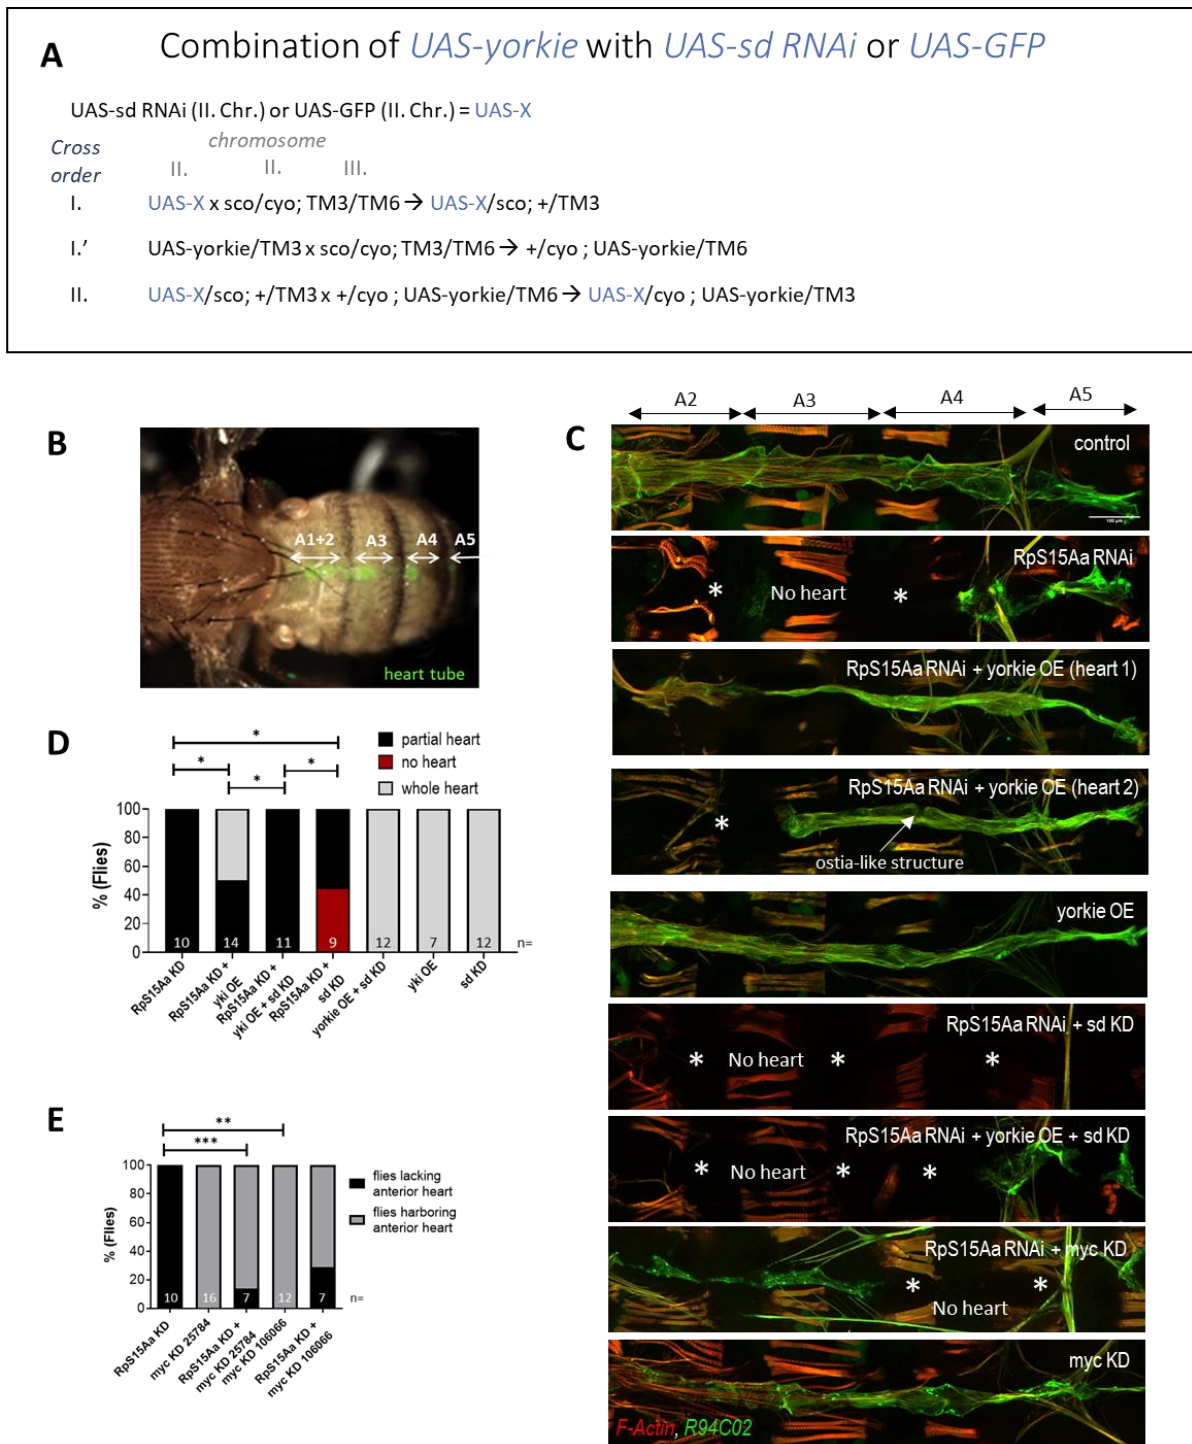 A
Combination of UAS-yorkie with UAS-sd RNAi or UAS-GFP
UAS-sd RNAi (II. Chr.) or UAS-GFP (II. Chr.) = UAS-X
Cross order
chromosome
II. II. III.
I. UAS-X x sco/cyo; TM3/TM6 → UAS-X/sco; +/TM3
I.' UAS-yorkie/TM3 x sco/cyo; TM3/TM6 → +/cyo ; UAS-yorkie/TM6
II. UAS-X/sco; +/TM3 x +/cyo ; UAS-yorkie/TM6 → UAS-X/cyo ; UAS-yorkie/TM3
B
A1+2 A3 A4 A5
heart tube
C
A2 A3 A4 A5
control
100 µm
RpS15Aa RNAi
* No heart *
RpS15Aa RNAi + yorkie OE (heart 1)
RpS15Aa RNAi + yorkie OE (heart 2)
*
ostia-like structure
yorkie OE
RpS15Aa RNAi + sd KD
* No heart * *
RpS15Aa RNAi + yorkie OE + sd KD
* No heart * *
RpS15Aa RNAi + myc KD
* *
No heart
myc KD
F-Actin, R94C02
D
*
* *
*
partial heart
no heart
whole heart
% (Flies)
100
80
60
40
20
0
10 14 11 9 12 7 12 n=
RpS15Aa KD
RpS15Aa KD +
yki OE
RpS15Aa KD +
yki OE + sd KD
RpS15Aa KD +
sd KD
yorkie OE + sd KD
yki OE
sd KD
E
**
***
flies lacking
anterior heart
flies harboring
anterior heart
% (Flies)
100
80
60
40
20
0
10 16 7 12 7 n=
RpS15Aa KD
myc KD 25784
RpS15Aa KD +
myc KD 25784
myc KD 106066
RpS15Aa KD +
myc KD 106066